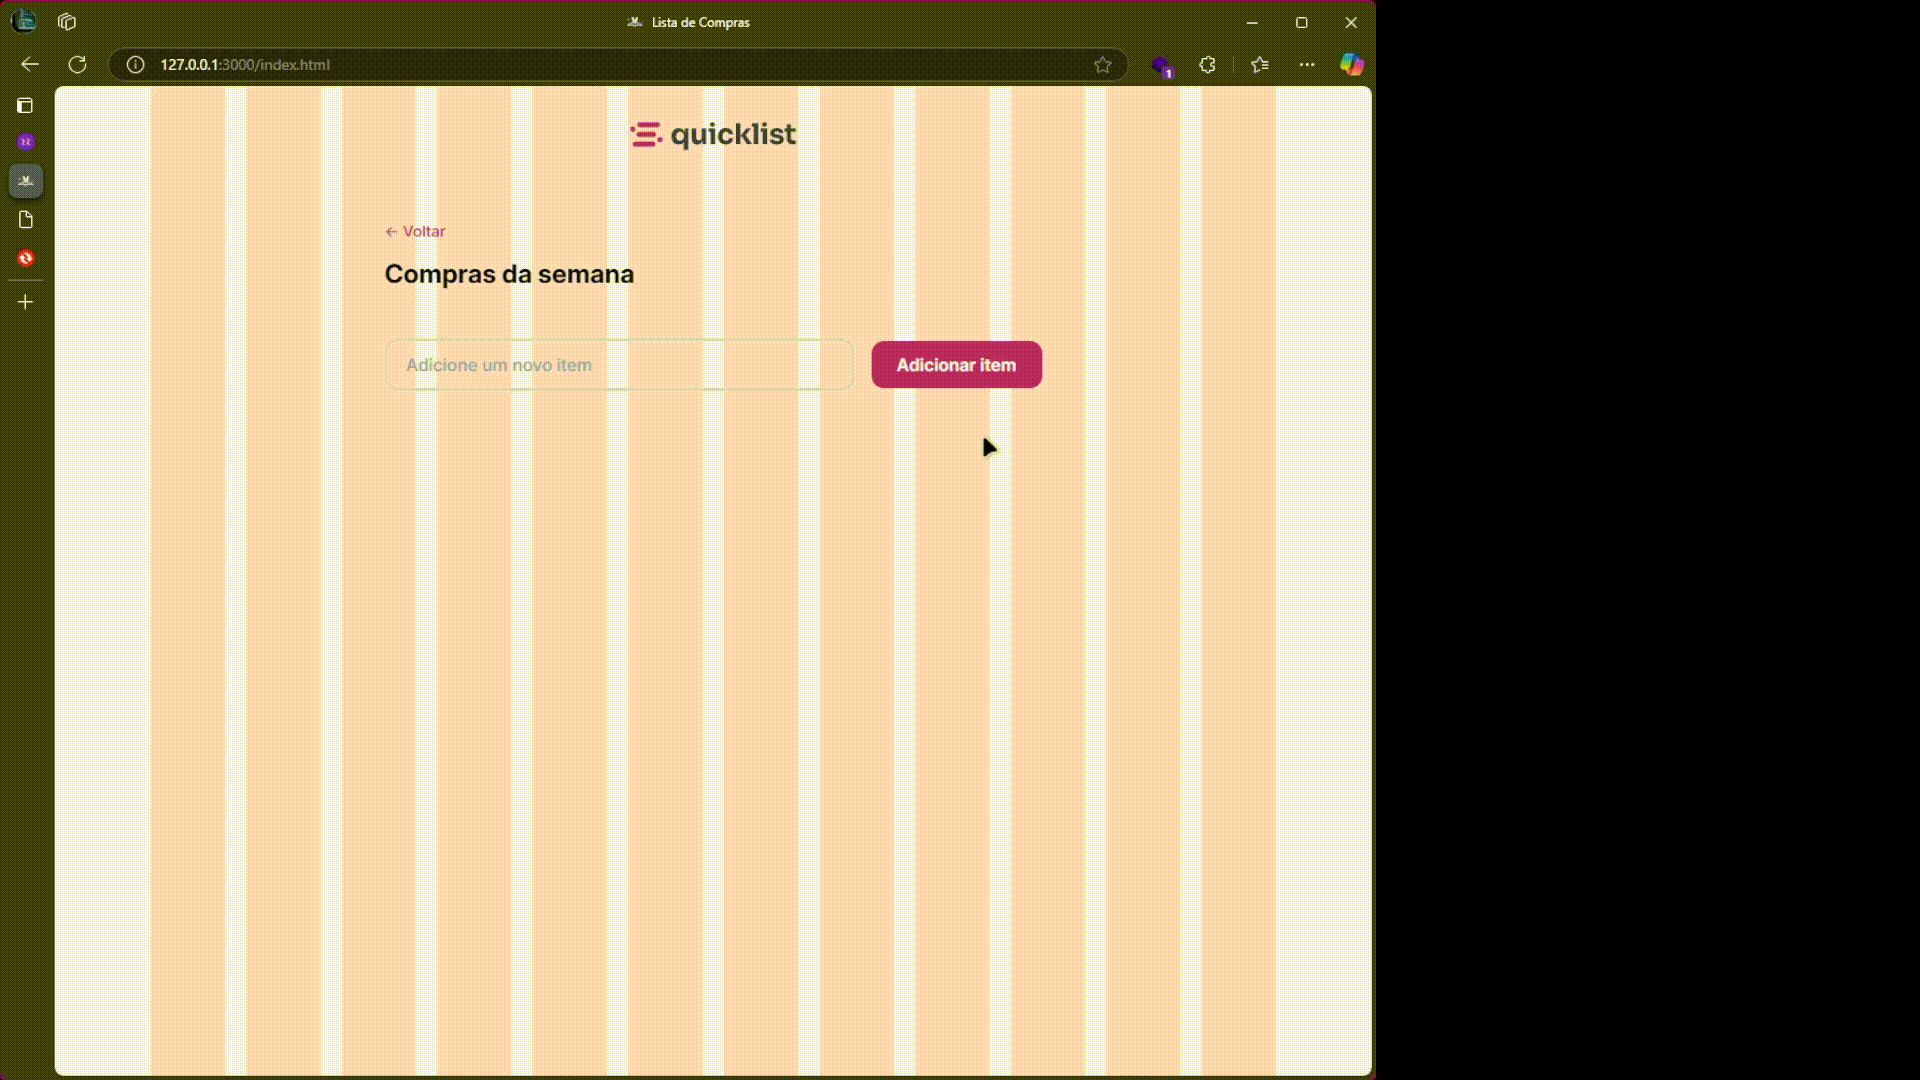 Lista de Compras
127.0.0.1:3000/index.html
1
quicklist
← Voltar
Compras da semana
Adicione um novo item
Adicionar item